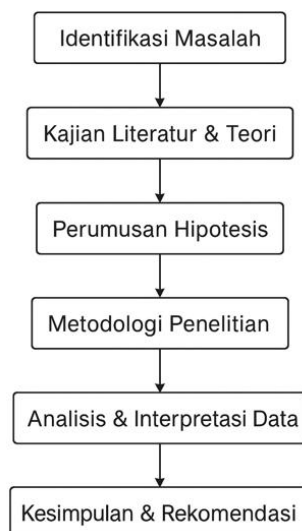 Identifikasi Masalah
Kajian Literatur & Teori
Perumusan Hipotesis
Metodologi Penelitian
Analisis & Interpretasi Data
Kesimpulan & Rekomendasi